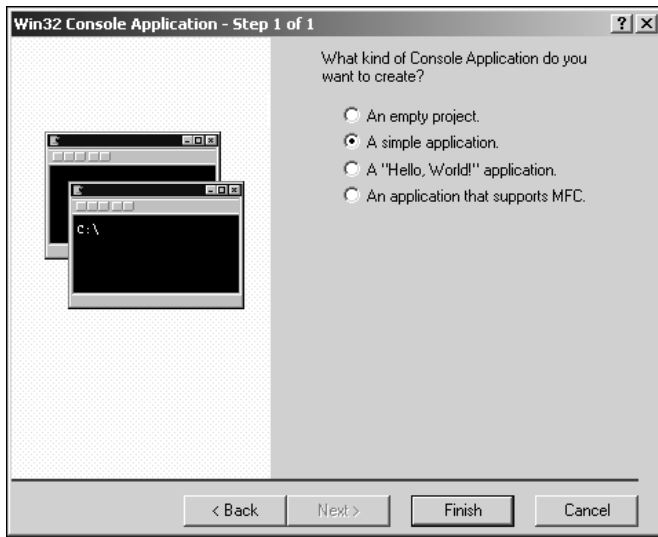 Win32 Console Application - Step 1 of 1
What kind of Console Application do you
want to create?
An empty project.
A simple application.
A "Hello, World!" application.
An application that supports MFC.
C:\
< Back
Next >
Finish
Cancel